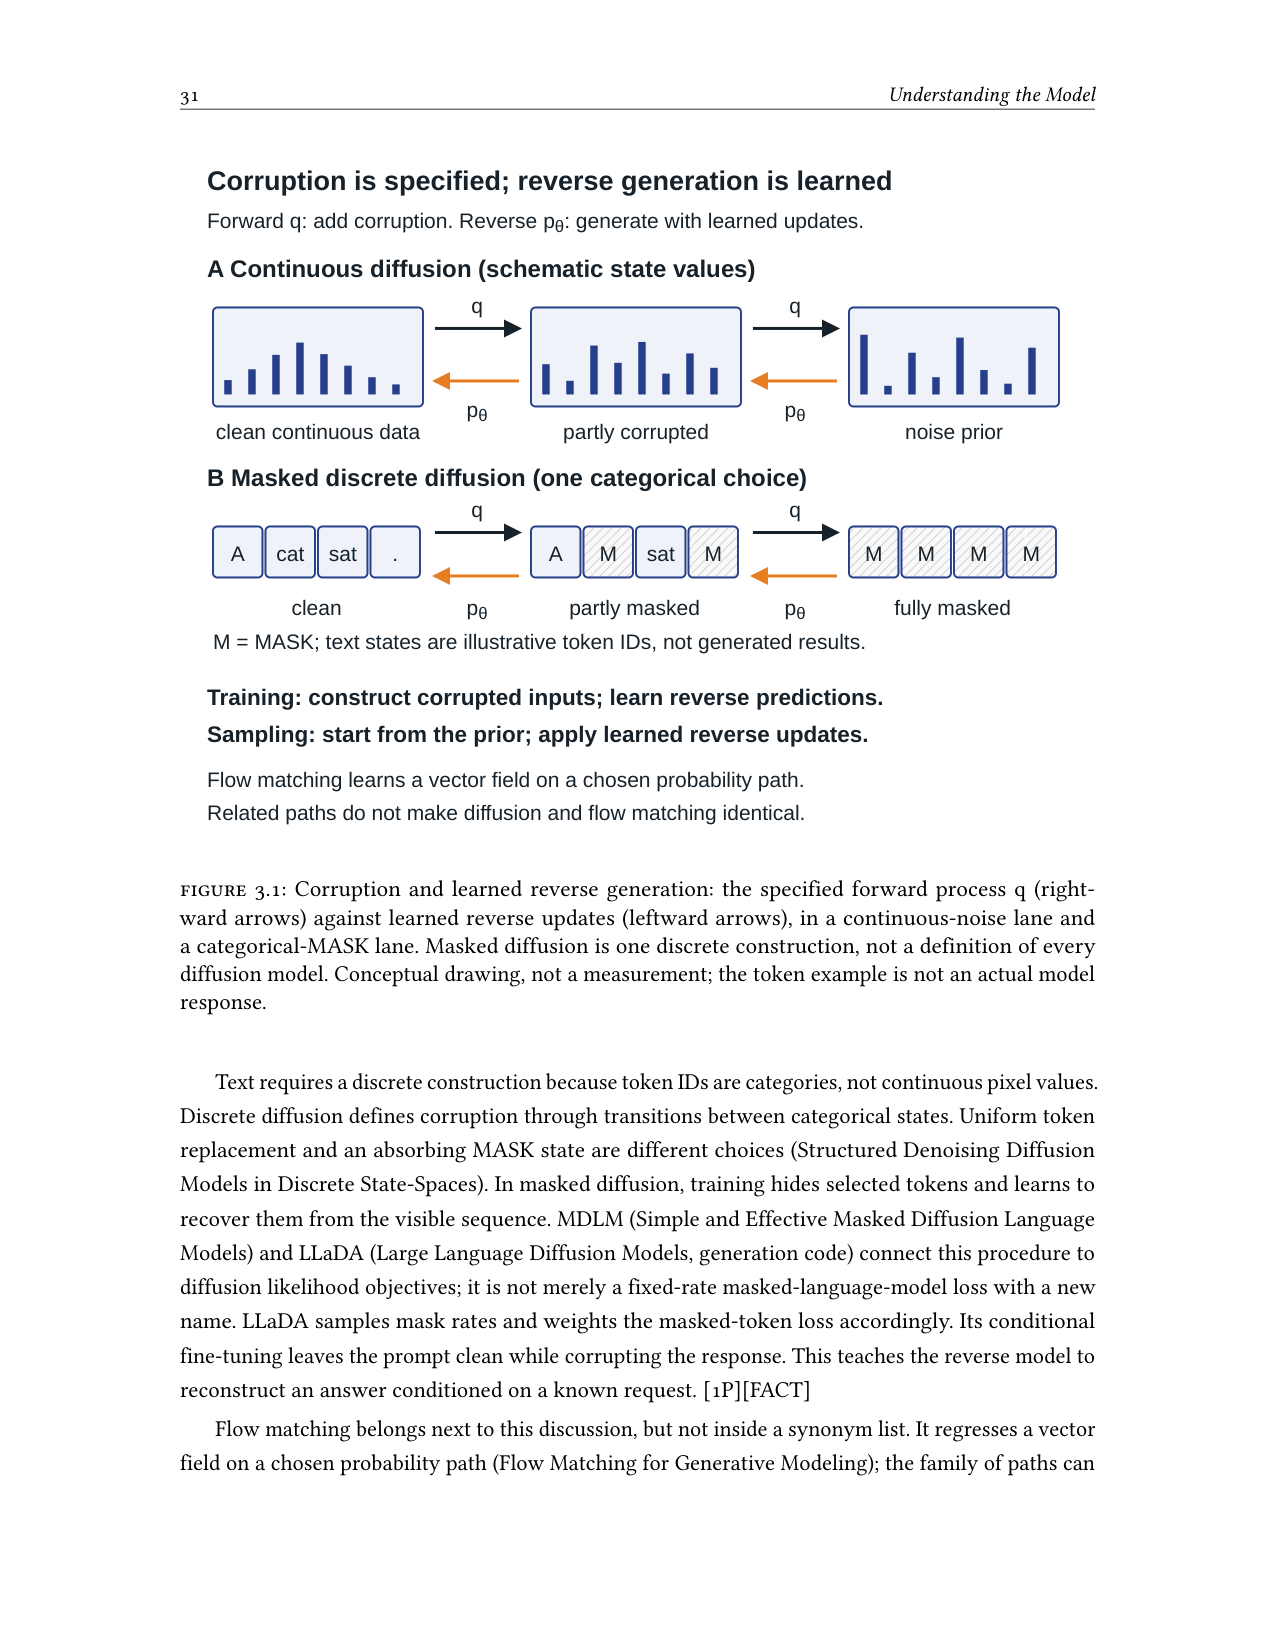 31 Understanding the Model
Corruption is specified; reverse generation is learned
Forward q: add corruption. Reverse pθ: generate with learned updates.
A Continuous diffusion (schematic state values)
q q
pθ pθ
clean continuous data partly corrupted noise prior
B Masked discrete diffusion (one categorical choice)
q q
A cat sat . A M sat M M M M M
clean pθ partly masked pθ fully masked
M = MASK; text states are illustrative token IDs, not generated results.
Training: construct corrupted inputs; learn reverse predictions.
Sampling: start from the prior; apply learned reverse updates.
Flow matching learns a vector field on a chosen probability path.
Related paths do not make diffusion and flow matching identical.
FIGURE 3.1: Corruption and learned reverse generation: the specified forward process q (right-
ward arrows) against learned reverse updates (leftward arrows), in a continuous-noise lane and
a categorical-MASK lane. Masked diffusion is one discrete construction, not a definition of every
diffusion model. Conceptual drawing, not a measurement; the token example is not an actual model
response.
Text requires a discrete construction because token IDs are categories, not continuous pixel values.
Discrete diffusion defines corruption through transitions between categorical states. Uniform token
replacement and an absorbing MASK state are different choices (Structured Denoising Diffusion
Models in Discrete State-Spaces). In masked diffusion, training hides selected tokens and learns to
recover them from the visible sequence. MDLM (Simple and Effective Masked Diffusion Language
Models) and LLaDA (Large Language Diffusion Models, generation code) connect this procedure to
diffusion likelihood objectives; it is not merely a fixed-rate masked-language-model loss with a new
name. LLaDA samples mask rates and weights the masked-token loss accordingly. Its conditional
fine-tuning leaves the prompt clean while corrupting the response. This teaches the reverse model to
reconstruct an answer conditioned on a known request. [1P][FACT]
Flow matching belongs next to this discussion, but not inside a synonym list. It regresses a vector
field on a chosen probability path (Flow Matching for Generative Modeling); the family of paths can